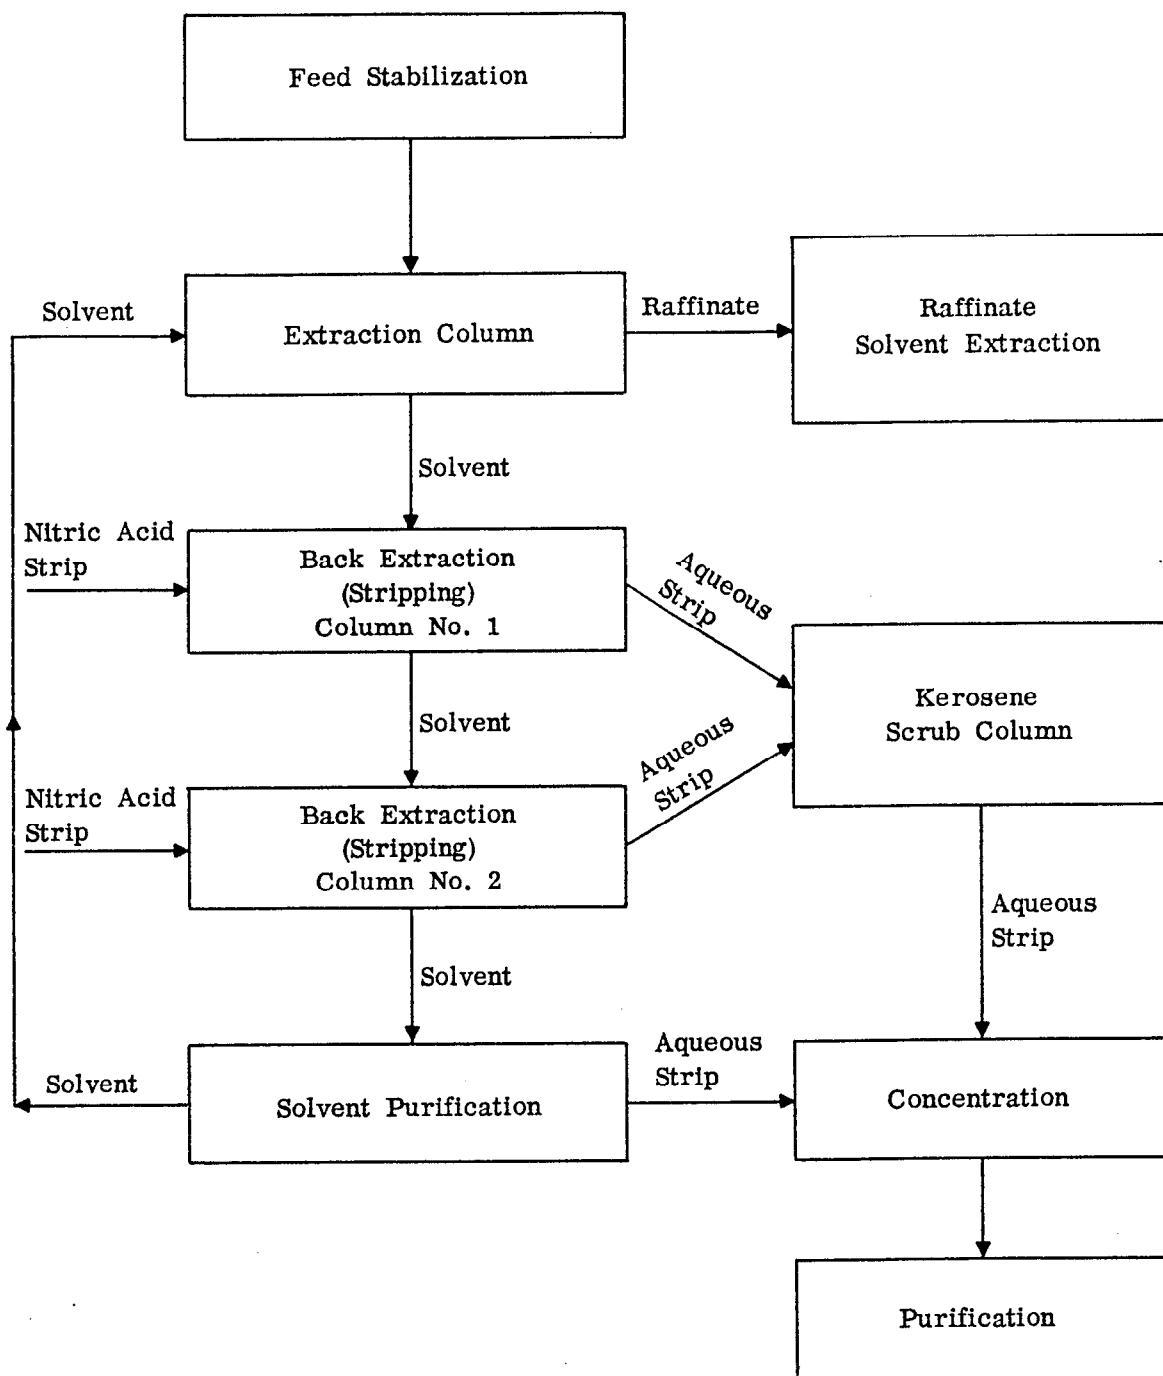 Feed Stabilization
Solvent
Extraction Column
Raffinate
Raffinate
Solvent Extraction
Solvent
Nitric Acid
Strip
Back Extraction
(Stripping)
Column No. 1
Aqueous
Strip
Kerosene
Scrub Column
Solvent
Nitric Acid
Strip
Back Extraction
(Stripping)
Column No. 2
Aqueous
Strip
Aqueous
Strip
Solvent
Solvent
Solvent Purification
Aqueous
Strip
Concentration
Purification